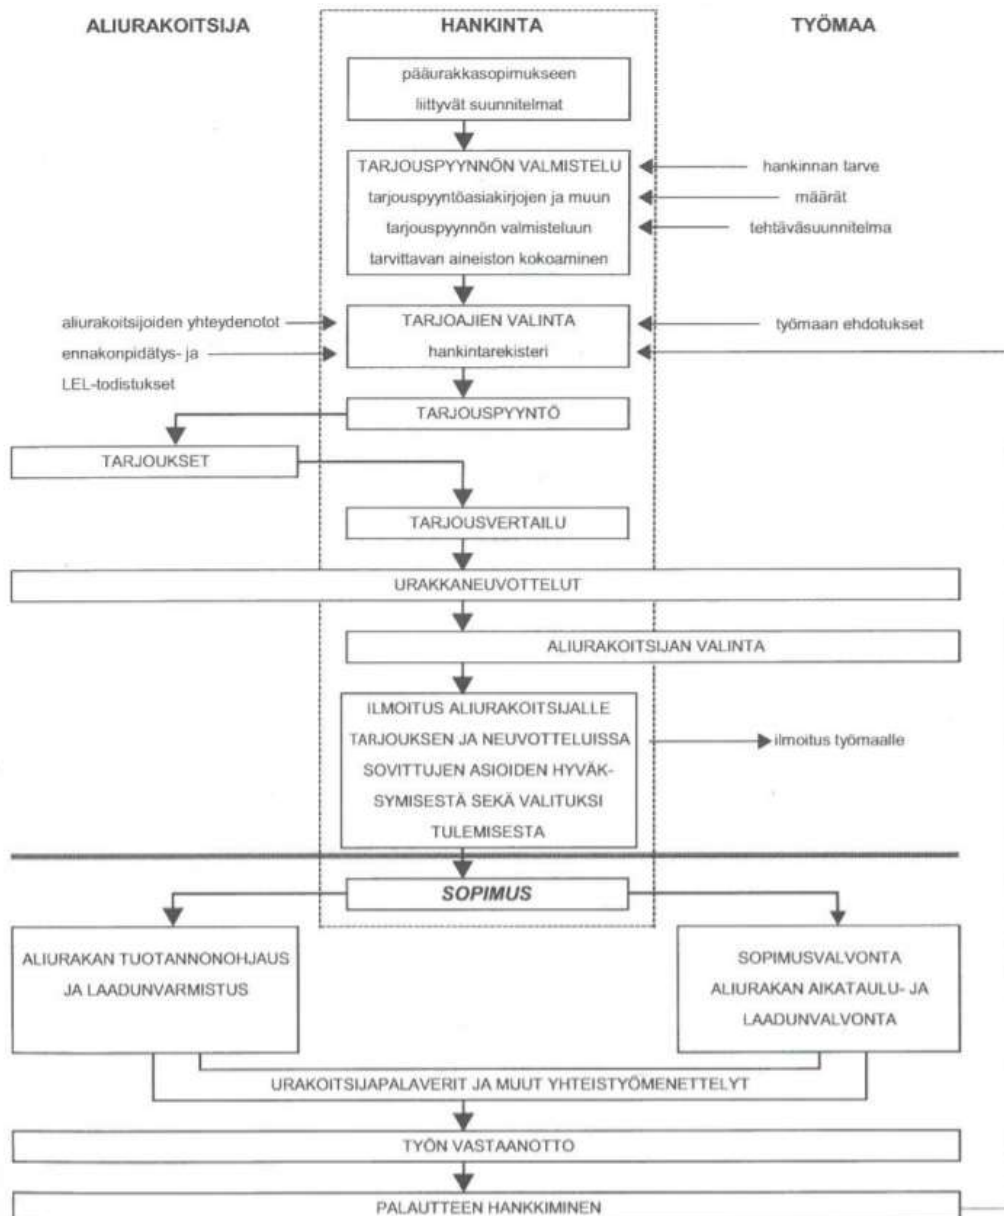 ALIURAKOITSIJA
HANKINTA
TYÖMAA
pääurakkasopimukseen
liittyvät suunnitelmat
TARJOUSPYYNNÖN VALMISTELU
tarjouspyyntöasiakirjojen ja muun
tarjouspyynnön valmisteluun
tarvittavan aineiston kokoaminen
hankinnan tarve
määrät
tehtäväsuunnitelma
aliurakoitsijoiden yhteydenotot
ennakonpidätys- ja
LEL-todistukset
TARJOAJIEN VALINTA
hankintarekisteri
työmaan ehdotukset
TARJOUSPYYNTÖ
TARJOUKSET
TARJOUSVERTAILU
URAKKANEUVOTTELUT
ALIURAKOITSIJAN VALINTA
ILMOITUS ALIURAKOITSIJALLE
TARJOUKSEN JA NEUVOTTELUISSA
SOVITTUJEN ASIOIDEN HYVÄK-
SYMISESTÄ SEKÄ VALITUKSI
TULEMISESTA
ilmoitus työmaalle
SOPIMUS
ALIURAKAN TUOTANNONOHJAUS
JA LAADUNVARMISTUS
SOPIMUSVALVONTA
ALIURAKAN AIKATAULU- JA
LAADUNVALVONTA
URAKOITSIJAPALAVERIT JA MUUT YHTEISTYÖMENETTELYT
TYÖN VASTAANOTTO
PALAUTTEEN HANKKIMINEN